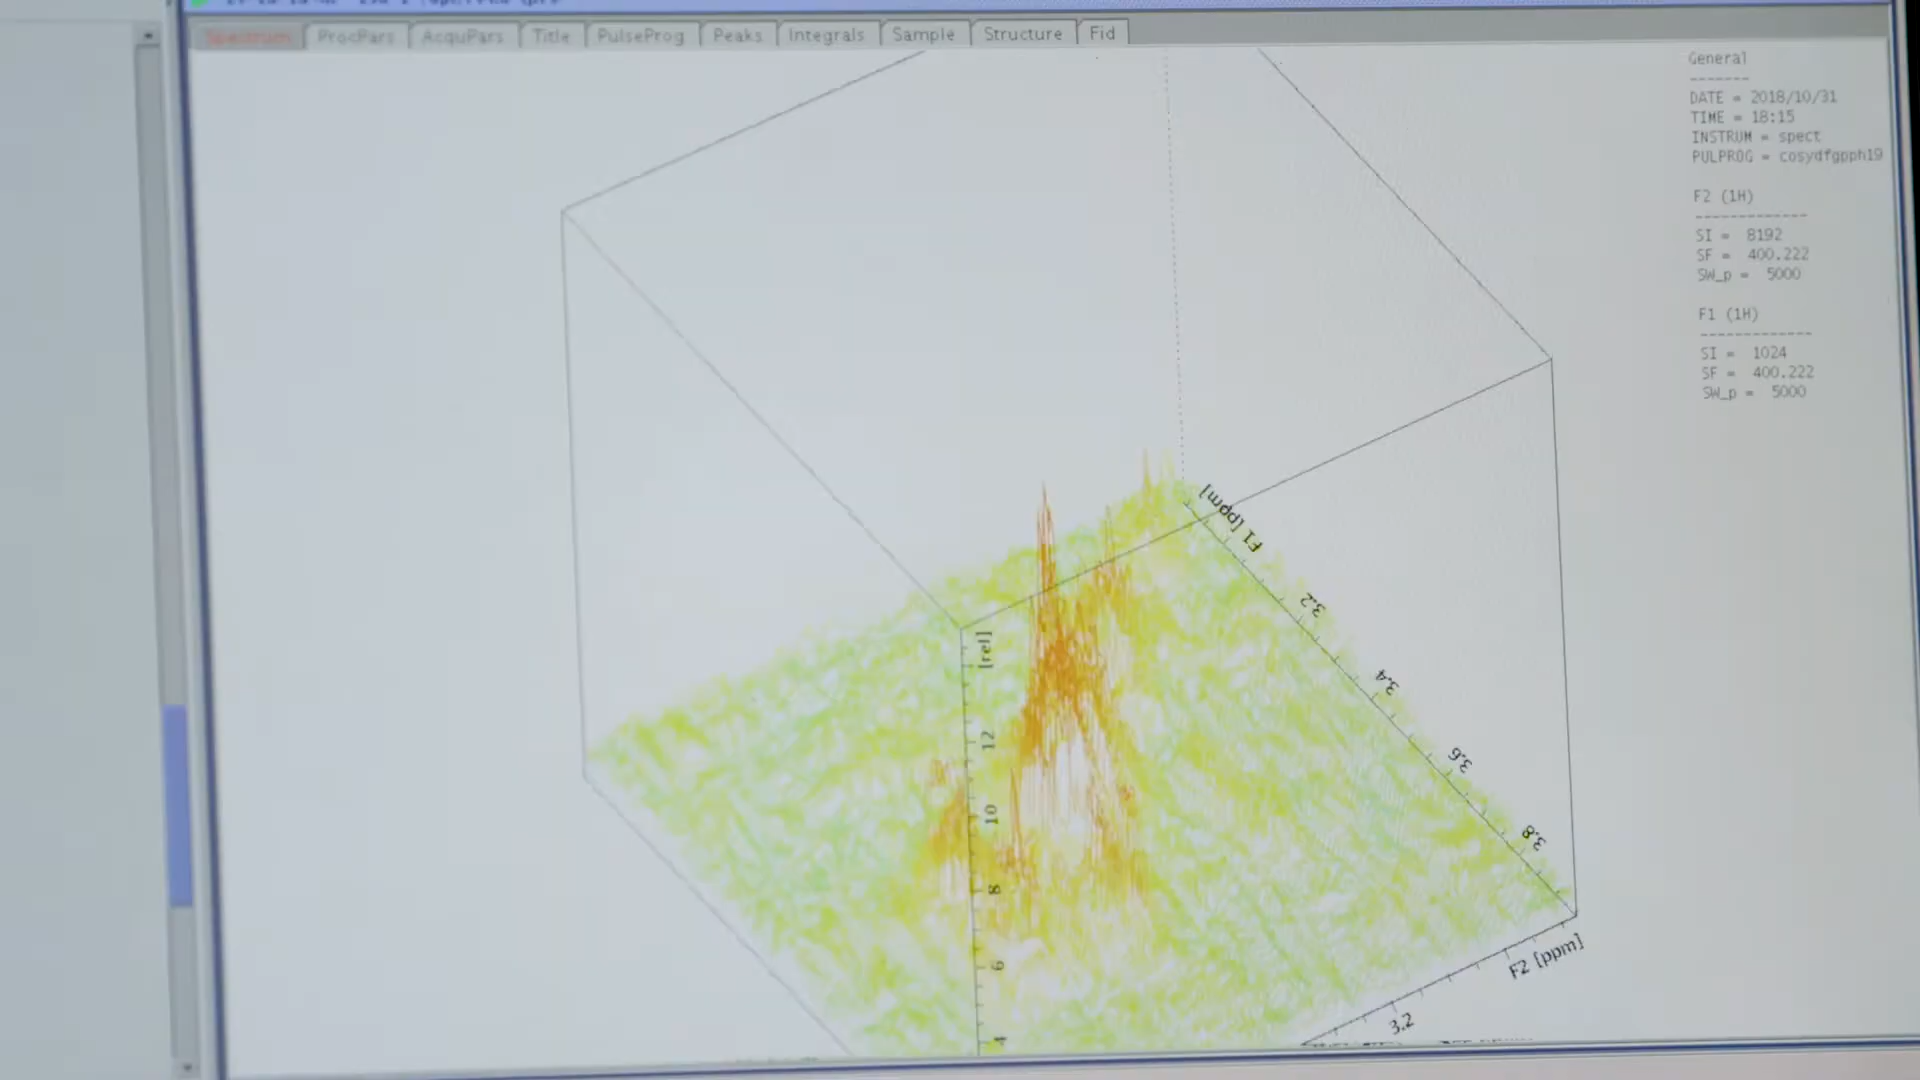 Spectrum ProcPars AcquPars Title PulseProg Peaks Integrals Sample Structure Fid
General
-------
DATE = 2018/10/31
TIME = 18:15
INSTRUM = spect
PULPROG = cosydfgpph19
F2 (1H)
-------------
SI = 8192
SF = 400.222
SW_p = 5000
F1 (1H)
-------------
SI = 1024
SF = 400.222
SW_p = 5000
F1 [ppm]
3.2
3.4
3.6
3.8
[rel]
12
10
8
6
4
F2 [ppm]
3.2